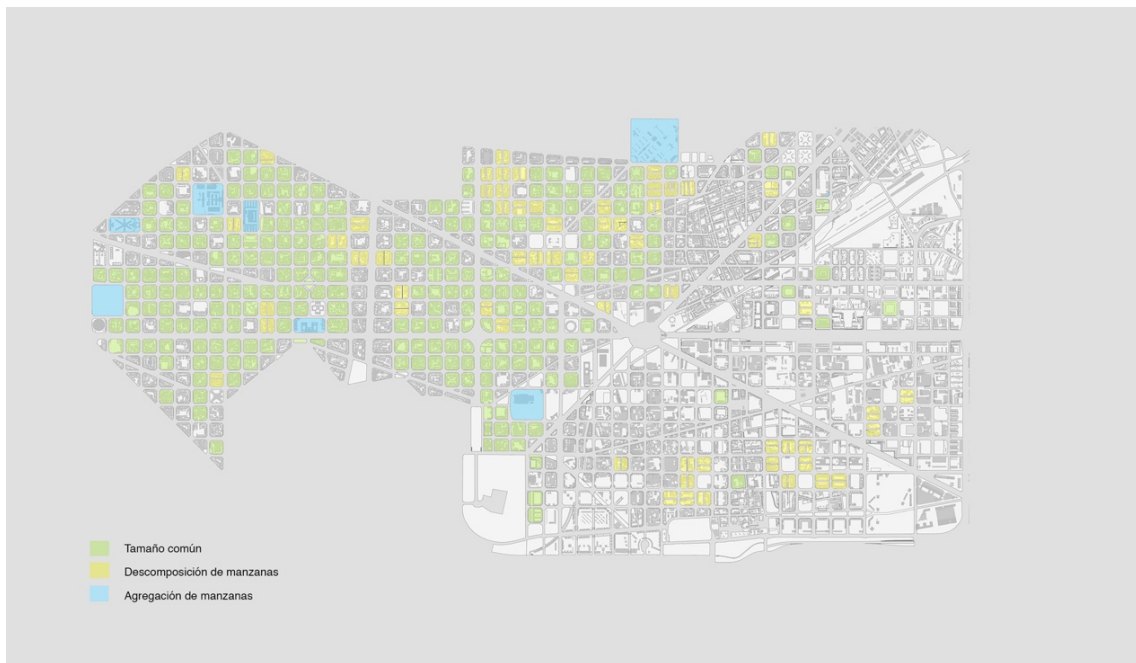 Tamaño común
Descomposición de manzanas
Agregación de manzanas